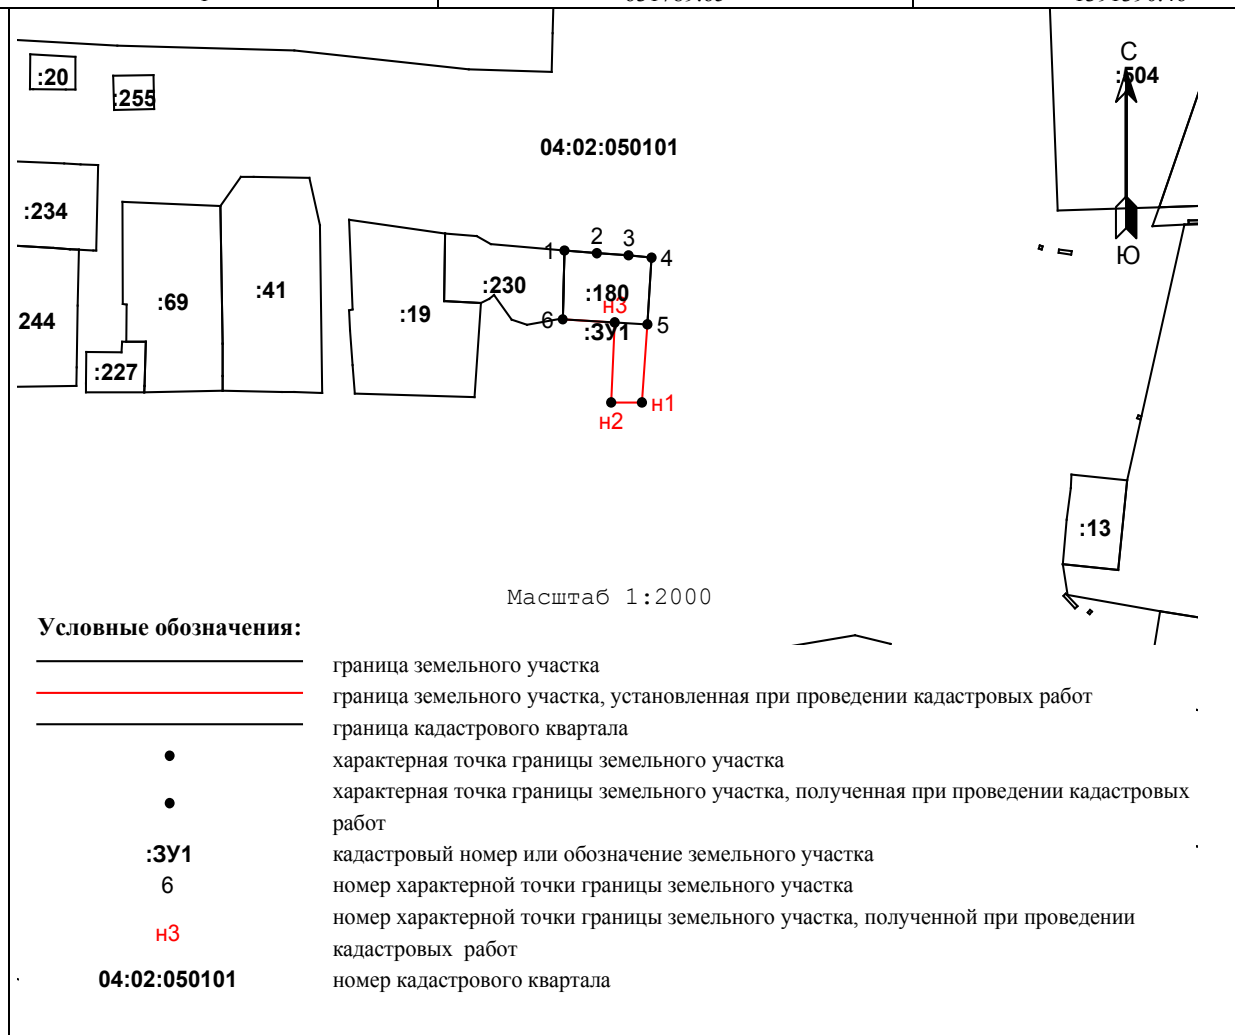 С
:504
:20
:255
04:02:050101
:234
1
2
3
4
Ю
:230
:180
:41
:69
н3
:19
244
6
:ЗУ1
5
:227
н1
н2
:13
Масштаб 1:2000
Условные обозначения:
граница земельного участка
граница земельного участка, установленная при проведении кадастровых работ
граница кадастрового квартала
характерная точка границы земельного участка
характерная точка границы земельного участка, полученная при проведении кадастровых
работ
:ЗУ1 кадастровый номер или обозначение земельного участка
6 номер характерной точки границы земельного участка
н3 номер характерной точки границы земельного участка, полученной при проведении
кадастровых работ
04:02:050101 номер кадастрового квартала